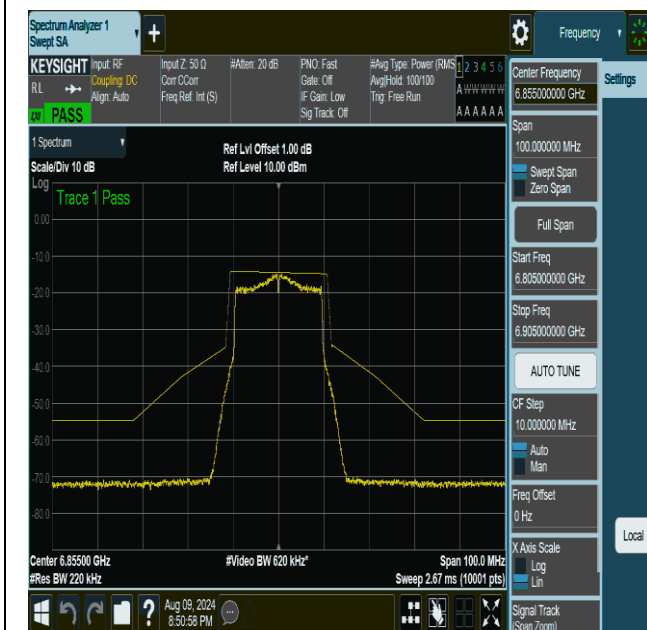 Spectrum Analyzer 1
Swept SA
Frequency
KEYSIGHT
RL
LXI
PASS
Input: RF
Coupling: DC
Align: Auto
Input Z: 50 Ω
Corr CCorr
Freq Ref: Int (S)
#Atten: 20 dB
PNO: Fast
Gate: Off
IF Gain: Low
Sig Track: Off
#Avg Type: Power (RMS
Avg|Hold: 100/100
Trig: Free Run
1 2 3 4 5 6
A W W W W W
A A A A A A
1 Spectrum
Scale/Div 10 dB
Ref Lvl Offset 1.00 dB
Ref Level 10.00 dBm
Log
Trace 1 Pass
0.00
-10.0
-20.0
-30.0
-40.0
-50.0
-60.0
-70.0
-80.0
Center 6.85500 GHz
#Res BW 220 kHz
#Video BW 620 kHz*
Span 100.0 MHz
Sweep 2.67 ms (10001 pts)
?
Aug 09, 2024
8:50:58 PM
Center Frequency
6.855000000 GHz
Settings
Span
100.000000 MHz
Swept Span
Zero Span
Full Span
Start Freq
6.805000000 GHz
Stop Freq
6.905000000 GHz
AUTO TUNE
CF Step
10.000000 MHz
Auto
Man
Freq Offset
0 Hz
Local
X Axis Scale
Log
Lin
Signal Track
(Span Zoom)